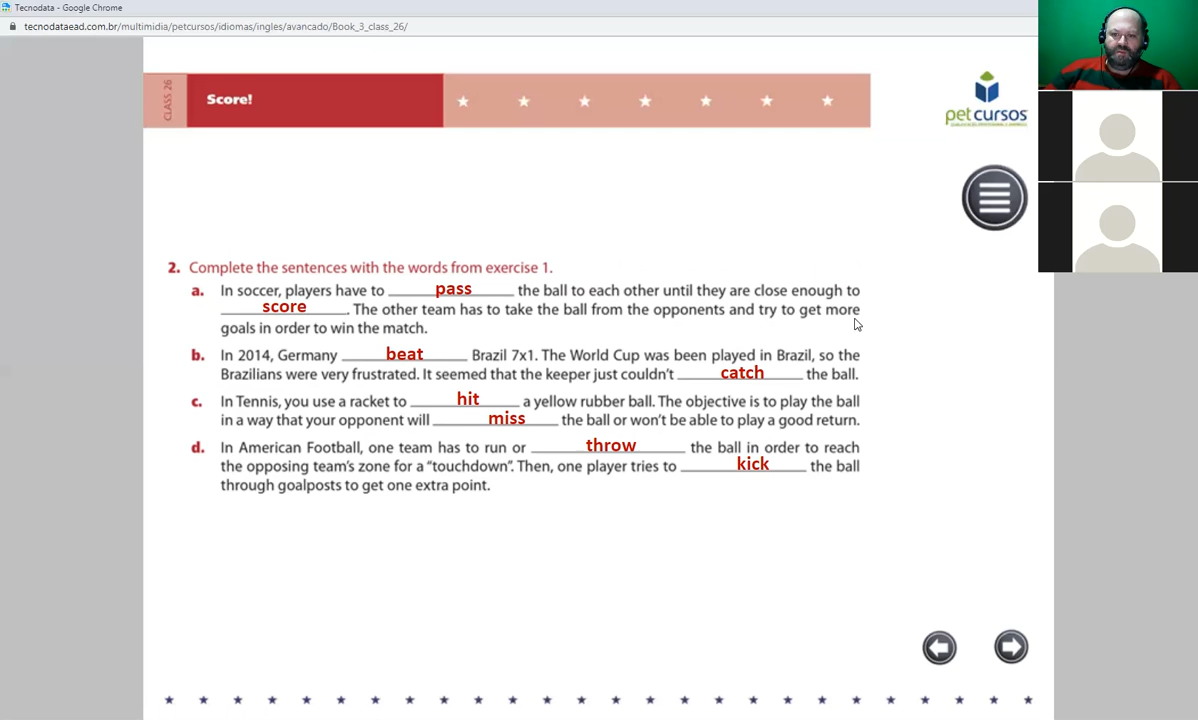 Tecnodata - Google Chrome
tecnodataead.com.br/multimidia/petcursos/idiomas/ingles/avancado/Book_3_class_26/
CLASS 26
Score!
petcursos
2. Complete the sentences with the words from exercise 1.
a. In soccer, players have to pass the ball to each other until they are close enough to
score. The other team has to take the ball from the opponents and try to get more
goals in order to win the match.
b. In 2014, Germany beat Brazil 7x1. The World Cup was been played in Brazil, so the
Brazilians were very frustrated. It seemed that the keeper just couldn't catch the ball.
c. In Tennis, you use a racket to hit a yellow rubber ball. The objective is to play the ball
in a way that your opponent will miss the ball or won't be able to play a good return.
d. In American Football, one team has to run or throw the ball in order to reach
the opposing team's zone for a "touchdown". Then, one player tries to kick the ball
through goalposts to get one extra point.